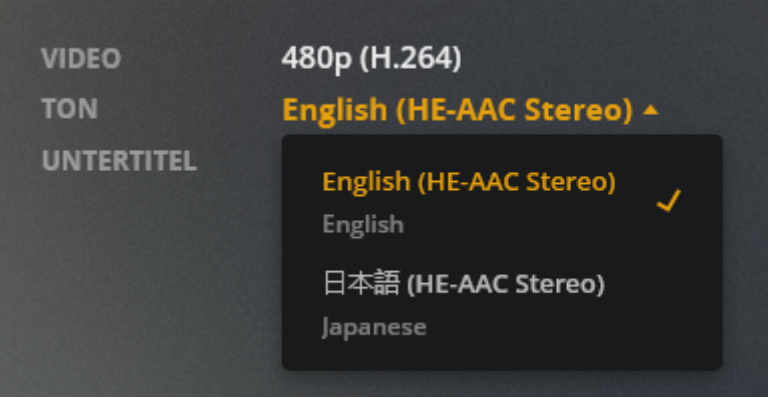 VIDEO 480p (H.264)
TON English (HE-AAC Stereo)
UNTERTITEL
English (HE-AAC Stereo)
English
日本語 (HE-AAC Stereo)
Japanese